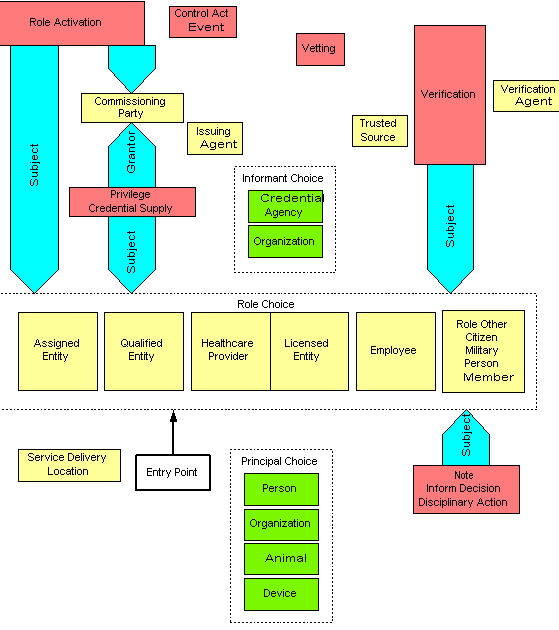 Role Activation
Control Act
Event
Vetting
Verification
Verification
Agent
Commissioning
Party
Issuing
Agent
Trusted
Source
Subject
Grantor
Privilege
Credential Supply
Subject
Informant Choice
Credential
Agency
Organization
Subject
Role Choice
Assigned
Entity
Qualified
Entity
Healthcare
Provider
Licensed
Entity
Employee
Role Other
Citizen
Military
Person
Member
Subject
Service Delivery
Location
Entry Point
Principal Choice
Person
Organization
Animal
Device
Note
Inform Decision
Disciplinary Action